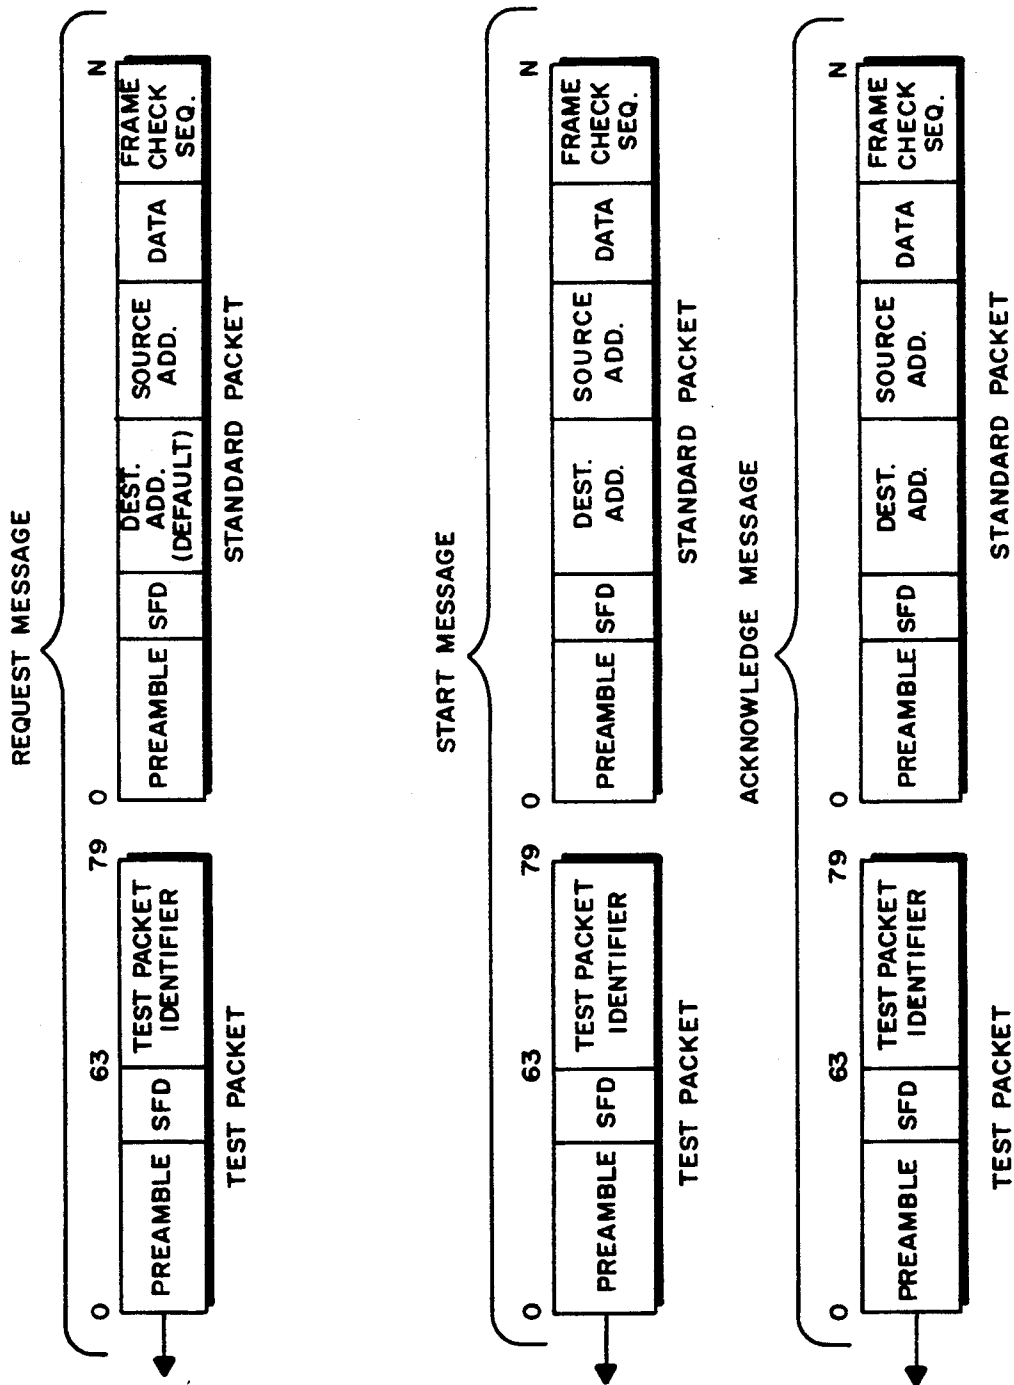 REQUEST MESSAGE
0 63 79 0 N
PREAMBLE SFD TEST PACKET
IDENTIFIER
PREAMBLE SFD DEST.
ADD.
(DEFAULT)
SOURCE
ADD.
DATA
FRAME
CHECK
SEQ.
TEST PACKET
STANDARD PACKET
START MESSAGE
0 63 79 0 N
PREAMBLE SFD TEST PACKET
IDENTIFIER
PREAMBLE SFD DEST.
ADD.
SOURCE
ADD.
DATA
FRAME
CHECK
SEQ.
TEST PACKET
STANDARD PACKET
ACKNOWLEDGE MESSAGE
0 63 79 0 N
PREAMBLE SFD TEST PACKET
IDENTIFIER
PREAMBLE SFD DEST.
ADD.
SOURCE
ADD.
DATA
FRAME
CHECK
SEQ.
TEST PACKET
STANDARD PACKET